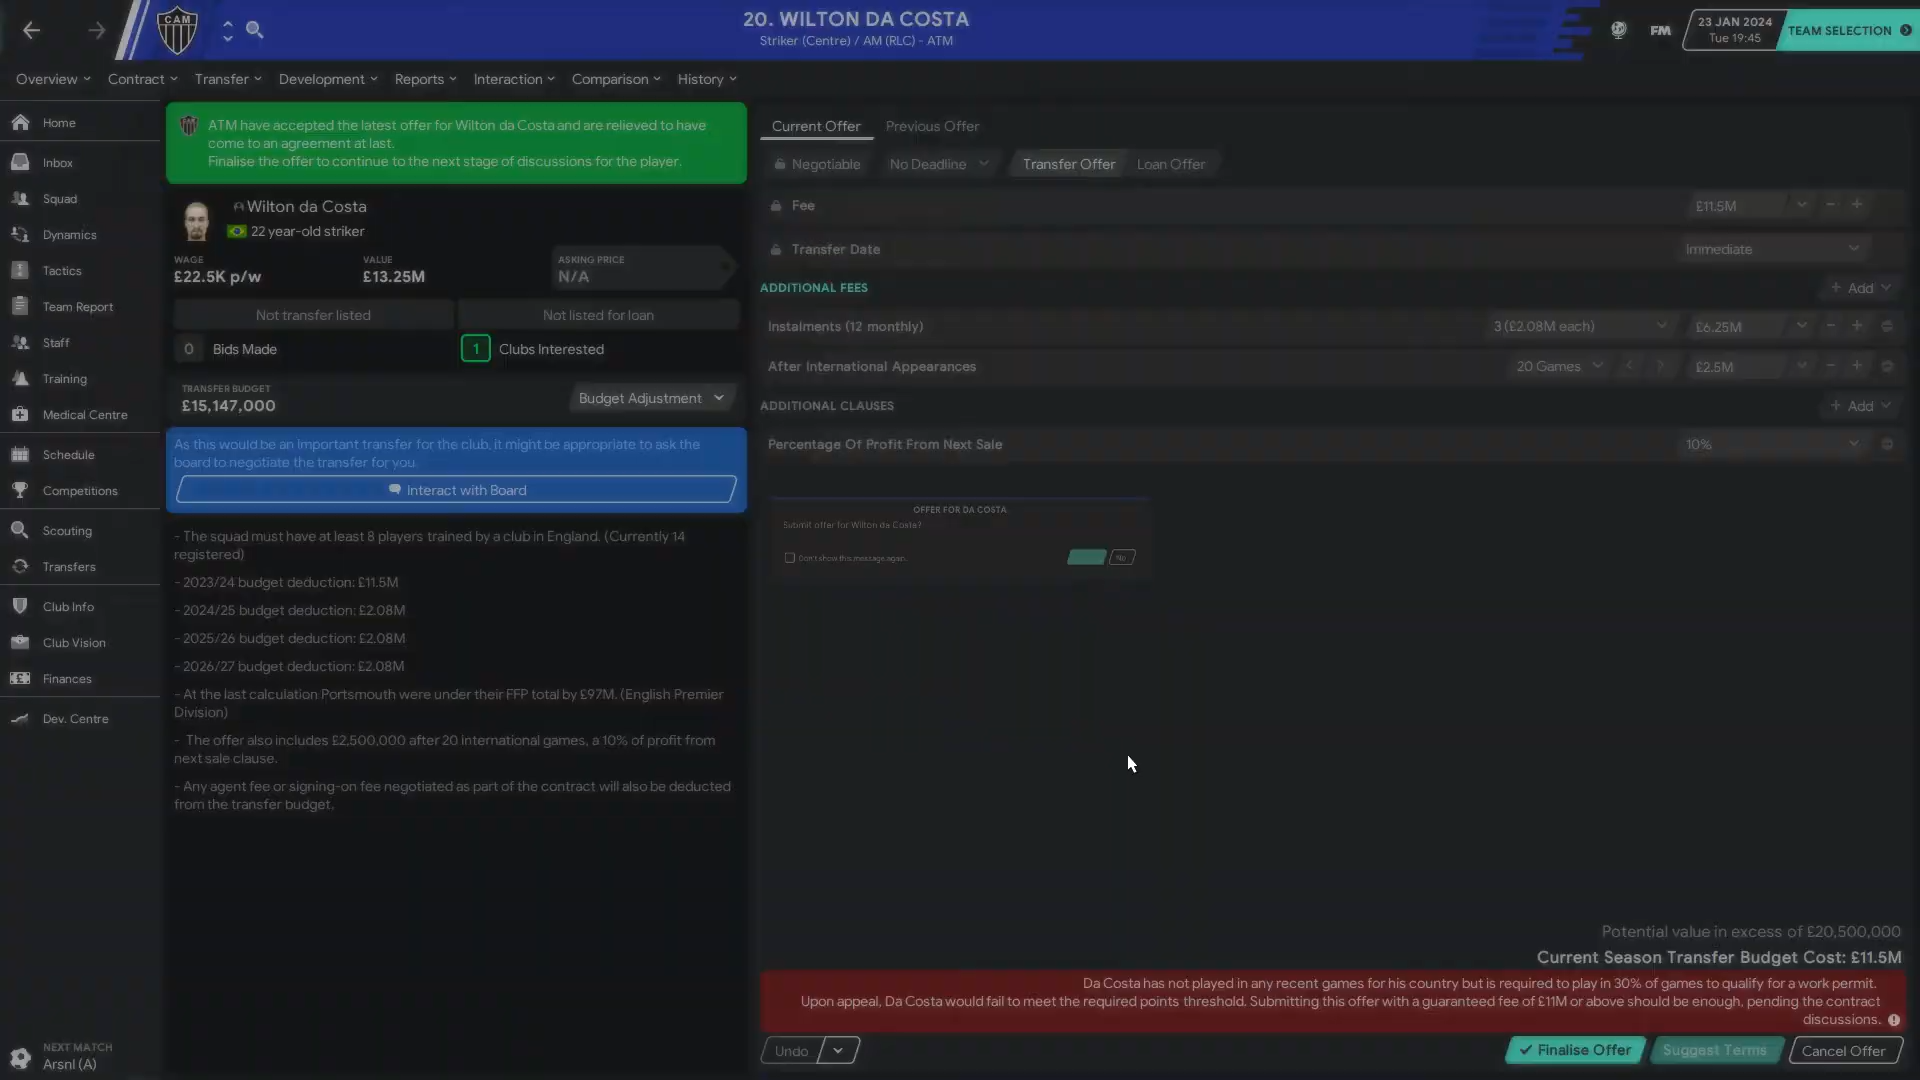 CAM
20. WILTON DA COSTA
Striker (Centre) / AM (RLC) - ATM
FM
23 JAN 2024
Tue 19:45
TEAM SELECTION
Overview
Contract
Transfer
Development
Reports
Interaction
Comparison
History
Home
Inbox
Squad
Dynamics
Tactics
Team Report
Staff
Training
Medical Centre
Schedule
Competitions
Scouting
Transfers
Club Info
Club Vision
Finances
Dev. Centre
NEXT MATCH
Arsnl (A)
ATM have accepted the latest offer for Wilton da Costa and are relieved to have
come to an agreement at last.
Finalise the offer to continue to the next stage of discussions for the player.
Wilton da Costa
22 year-old striker
WAGE
£22.5K p/w
VALUE
£13.25M
ASKING PRICE
N/A
Not transfer listed
Not listed for loan
0 Bids Made
1 Clubs Interested
TRANSFER BUDGET
£15,147,000
Budget Adjustment
As this would be an important transfer for the club, it might be appropriate to ask the
board to negotiate the transfer for you.
Interact with Board
- The squad must have at least 8 players trained by a club in England. (Currently 14
registered)
- 2023/24 budget deduction: £11.5M
- 2024/25 budget deduction: £2.08M
- 2025/26 budget deduction: £2.08M
- 2026/27 budget deduction: £2.08M
- At the last calculation Portsmouth were under their FFP total by £97M. (English Premier
Division)
- The offer also includes £2,500,000 after 20 international games, a 10% of profit from
next sale clause.
- Any agent fee or signing-on fee negotiated as part of the contract will also be deducted
from the transfer budget.
Current Offer
Previous Offer
Negotiable
No Deadline
Transfer Offer
Loan Offer
Fee
£11.5M
Transfer Date
Immediate
ADDITIONAL FEES
+ Add
Instalments (12 monthly)
3 (£2.08M each)
£6.25M
After International Appearances
20 Games
£2.5M
ADDITIONAL CLAUSES
+ Add
Percentage Of Profit From Next Sale
10%
OFFER FOR DA COSTA
Submit offer for Wilton da Costa?
Don't show this message again.
No
Potential value in excess of £20,500,000
Current Season Transfer Budget Cost: £11.5M
Da Costa has not played in any recent games for his country but is required to play in 30% of games to qualify for a work permit.
Upon appeal, Da Costa would fail to meet the required points threshold. Submitting this offer with a guaranteed fee of £11M or above should be enough, pending the contract
discussions.
Undo
Finalise Offer
Suggest Terms
Cancel Offer